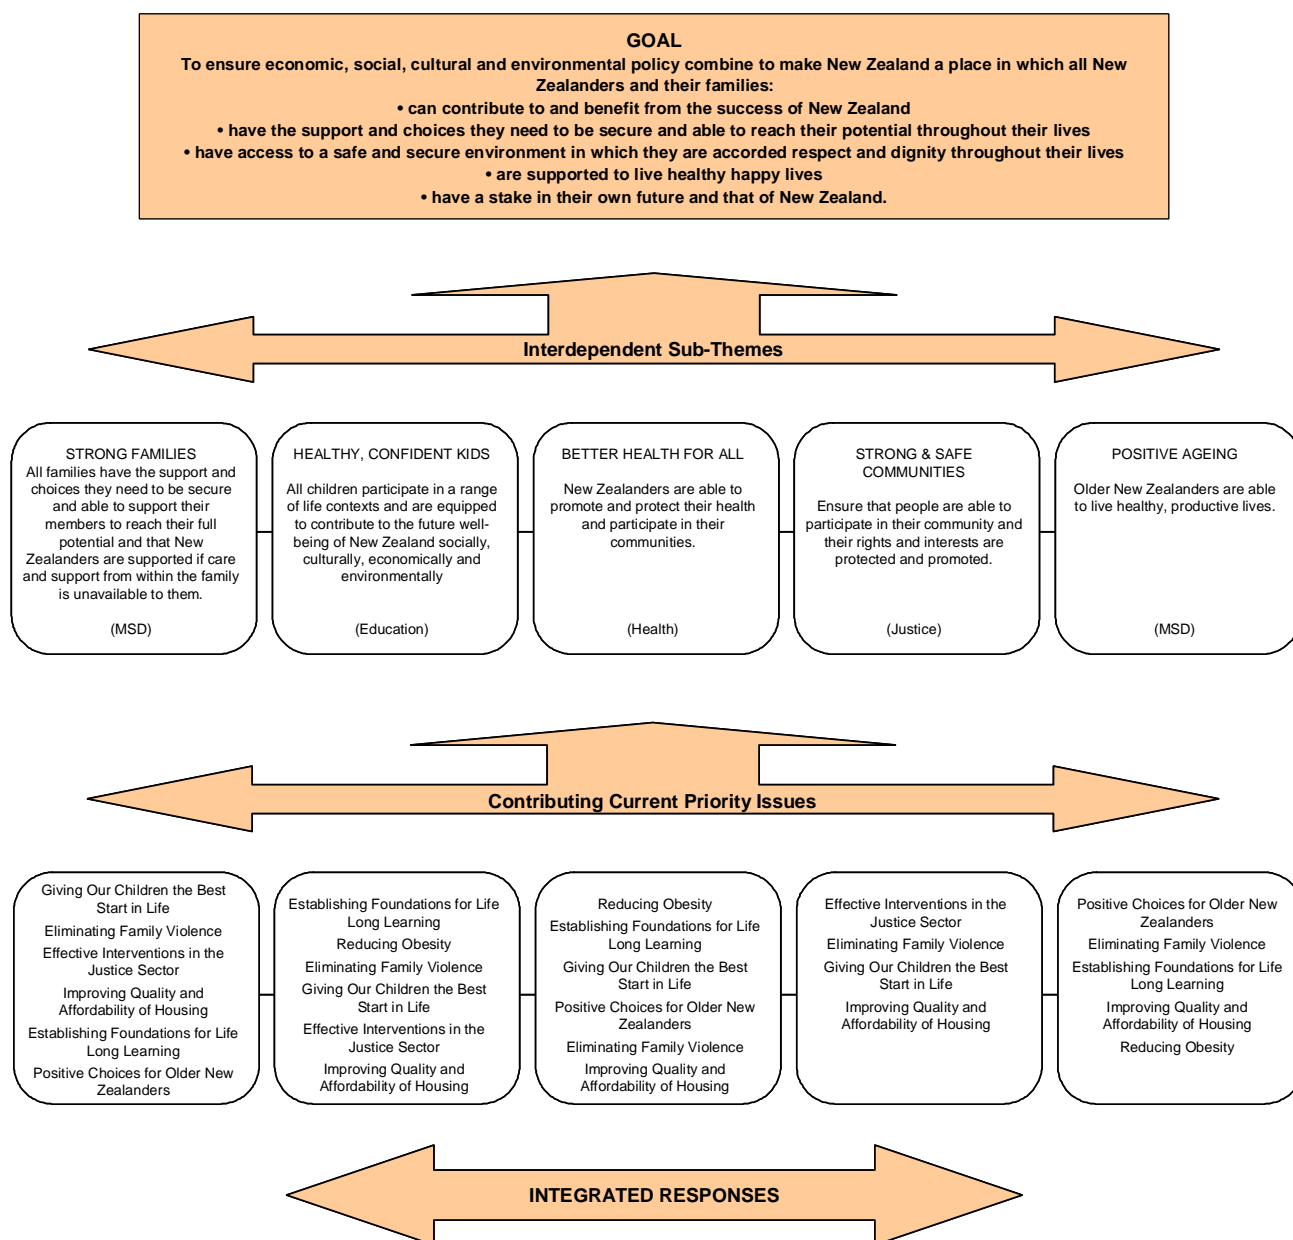 GOAL
To ensure economic, social, cultural and environmental policy combine to make New Zealand a place in which all New
Zealanders and their families:
• can contribute to and benefit from the success of New Zealand
• have the support and choices they need to be secure and able to reach their potential throughout their lives
• have access to a safe and secure environment in which they are accorded respect and dignity throughout their lives
• are supported to live healthy happy lives
• have a stake in their own future and that of New Zealand.
Interdependent Sub-Themes
STRONG FAMILIES
All families have the support and
choices they need to be secure
and able to support their
members to reach their full
potential and that New
Zealanders are supported if care
and support from within the family
is unavailable to them.
(MSD)
HEALTHY, CONFIDENT KIDS
All children participate in a range
of life contexts and are equipped
to contribute to the future well-
being of New Zealand socially,
culturally, economically and
environmentally
(Education)
BETTER HEALTH FOR ALL
New Zealanders are able to
promote and protect their health
and participate in their
communities.
(Health)
STRONG & SAFE
COMMUNITIES
Ensure that people are able to
participate in their community and
their rights and interests are
protected and promoted.
(Justice)
POSITIVE AGEING
Older New Zealanders are able
to live healthy, productive lives.
(MSD)
Contributing Current Priority Issues
Giving Our Children the Best
Start in Life
Eliminating Family Violence
Effective Interventions in the
Justice Sector
Improving Quality and
Affordability of Housing
Establishing Foundations for Life
Long Learning
Positive Choices for Older New
Zealanders
Establishing Foundations for Life
Long Learning
Reducing Obesity
Eliminating Family Violence
Giving Our Children the Best
Start in Life
Effective Interventions in the
Justice Sector
Improving Quality and
Affordability of Housing
Reducing Obesity
Establishing Foundations for Life
Long Learning
Giving Our Children the Best
Start in Life
Positive Choices for Older New
Zealanders
Eliminating Family Violence
Improving Quality and
Affordability of Housing
Effective Interventions in the
Justice Sector
Eliminating Family Violence
Giving Our Children the Best
Start in Life
Improving Quality and
Affordability of Housing
Positive Choices for Older New
Zealanders
Eliminating Family Violence
Establishing Foundations for Life
Long Learning
Improving Quality and
Affordability of Housing
Reducing Obesity
INTEGRATED RESPONSES